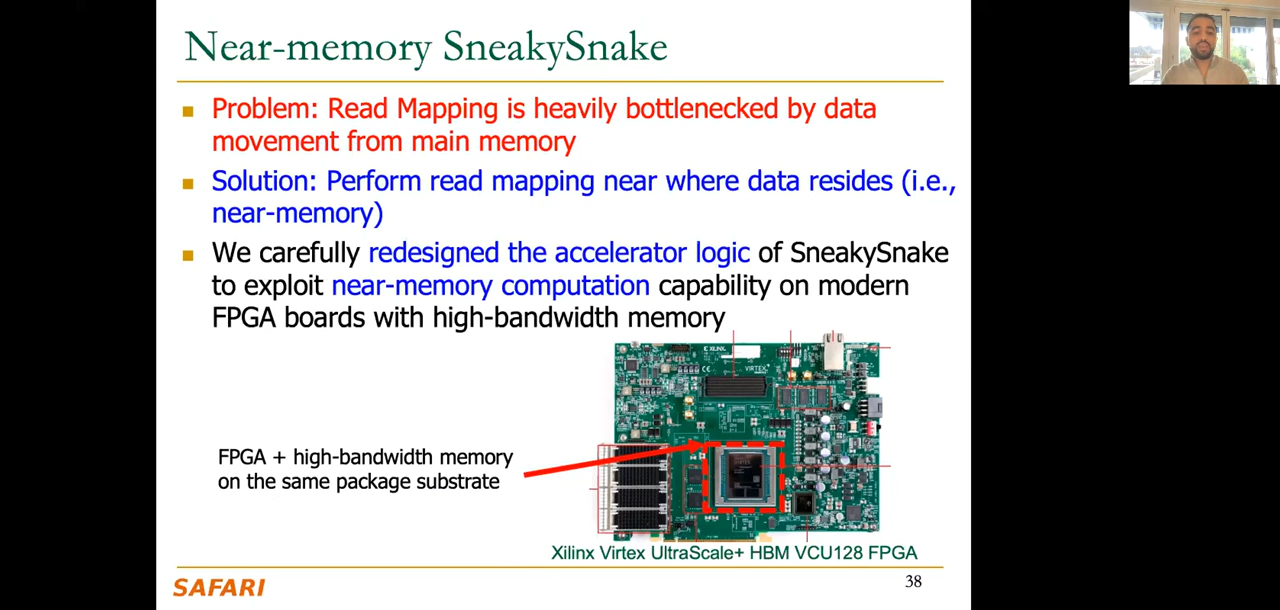 Near-memory SneakySnake
Problem: Read Mapping is heavily bottlenecked by data
movement from main memory
Solution: Perform read mapping near where data resides (i.e.,
near-memory)
We carefully redesigned the accelerator logic of SneakySnake
to exploit near-memory computation capability on modern
FPGA boards with high-bandwidth memory
XILINX
VIRTEX
FPGA + high-bandwidth memory
on the same package substrate
Xilinx Virtex UltraScale+ HBM VCU128 FPGA
SAFARI
38